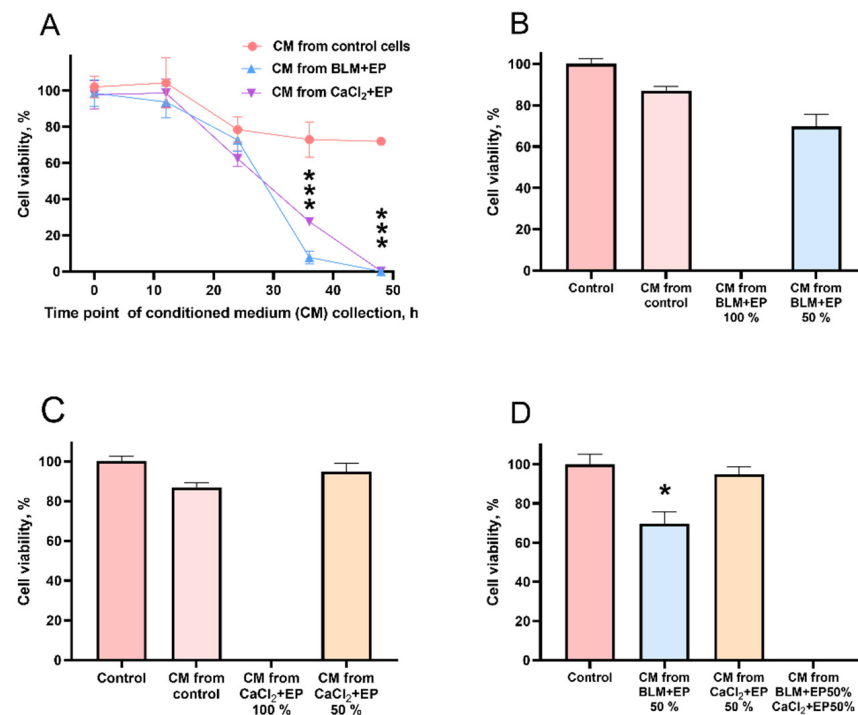 A
CM from control cells
CM from BLM+EP
CM from CaCl₂+EP
120
100
80
60
40
20
0
Cell viability, %
***
***
0 10 20 30 40 50
Time point of conditioned medium (CM) collection, h
B
100
80
60
40
20
0
Cell viability, %
Control
CM from
control
CM from
BLM+EP
100 %
CM from
BLM+EP
50 %
C
100
80
60
40
20
0
Cell viability, %
Control
CM from
control
CM from
CaCl₂+EP
100 %
CM from
CaCl₂+EP
50 %
D
100
80
60
40
20
0
Cell viability, %
*
Control
CM from
BLM+EP
50 %
CM from
CaCl₂+EP
50 %
CM from
BLM+EP50%
CaCl₂+EP50%